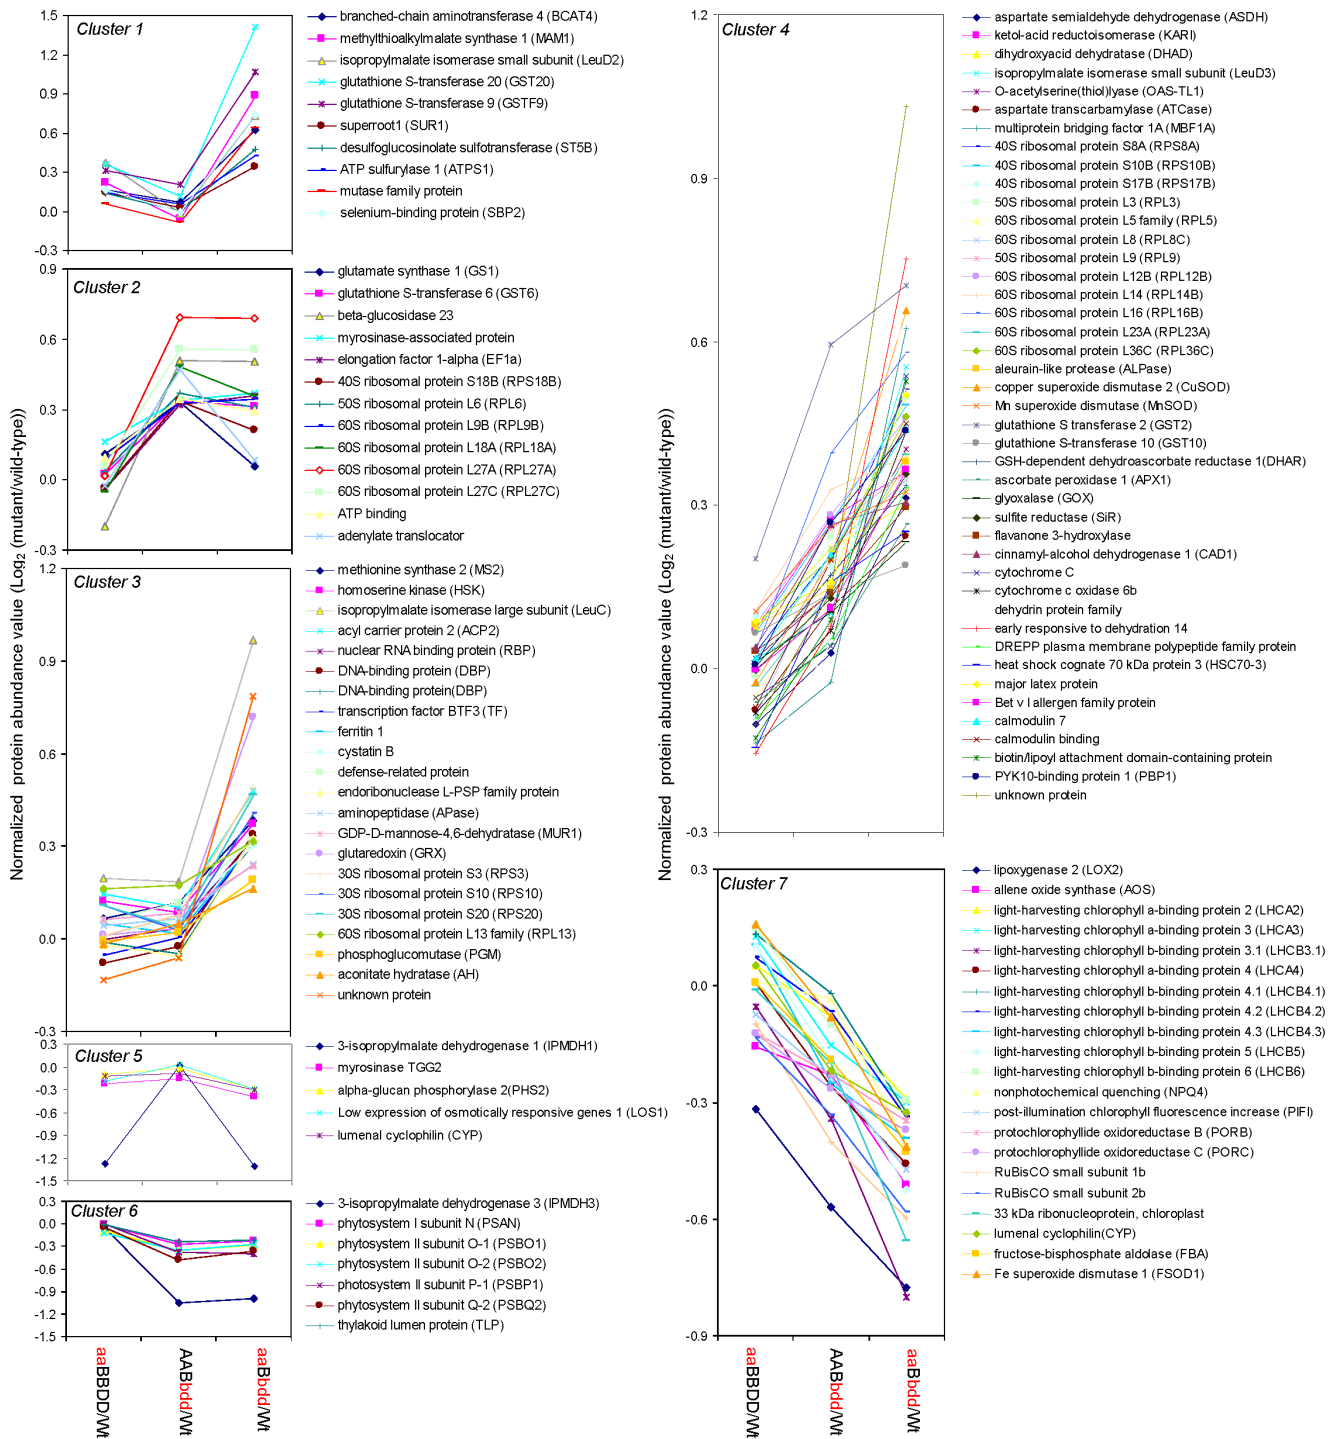 Normalized protein abundance value (Log2 (mutant/wild-type))
Cluster 1
1.5
1.2
0.9
0.6
0.3
0.0
-0.3
branched-chain aminotransferase 4 (BCAT4)
methylthioalkylmalate synthase 1 (MAM1)
isopropylmalate isomerase small subunit (LeuD2)
glutathione S-transferase 20 (GST20)
glutathione S-transferase 9 (GSTF9)
superroot1 (SUR1)
desulfoglucosinolate sulfotransferase (ST5B)
ATP sulfurylase 1 (ATPS1)
mutase family protein
selenium-binding protein (SBP2)
Cluster 2
0.9
0.6
0.3
0.0
-0.3
glutamate synthase 1 (GS1)
glutathione S-transferase 6 (GST6)
beta-glucosidase 23
myrosinase-associated protein
elongation factor 1-alpha (EF1a)
40S ribosomal protein S18B (RPS18B)
50S ribosomal protein L6 (RPL6)
60S ribosomal protein L9B (RPL9B)
60S ribosomal protein L18A (RPL18A)
60S ribosomal protein L27A (RPL27A)
60S ribosomal protein L27C (RPL27C)
ATP binding
adenylate translocator
Cluster 3
1.2
0.9
0.6
0.3
0.0
-0.3
methionine synthase 2 (MS2)
homoserine kinase (HSK)
isopropylmalate isomerase large subunit (LeuC)
acyl carrier protein 2 (ACP2)
nuclear RNA binding protein (RBP)
DNA-binding protein (DBP)
DNA-binding protein(DBP)
transcription factor BTF3 (TF)
ferritin 1
cystatin B
defense-related protein
endoribonuclease L-PSP family protein
aminopeptidase (APase)
GDP-D-mannose-4,6-dehydratase (MUR1)
glutaredoxin (GRX)
30S ribosomal protein S3 (RPS3)
30S ribosomal protein S10 (RPS10)
30S ribosomal protein S20 (RPS20)
60S ribosomal protein L13 family (RPL13)
phosphoglucomutase (PGM)
aconitate hydratase (AH)
unknown protein
Cluster 5
0.3
0.0
-0.3
-0.6
-0.9
-1.2
-1.5
3-isopropylmalate dehydrogenase 1 (IPMDH1)
myrosinase TGG2
alpha-glucan phosphorylase 2(PHS2)
Low expression of osmotically responsive genes 1 (LOS1)
lumenal cyclophilin (CYP)
Cluster 6
0.3
0.0
-0.3
-0.6
-0.9
-1.2
-1.5
3-isopropylmalate dehydrogenase 3 (IPMDH3)
phytosystem I subunit N (PSAN)
phytosystem II subunit O-1 (PSBO1)
phytosystem II subunit O-2 (PSBO2)
photosystem II subunit P-1 (PSBP1)
phytosystem II subunit Q-2 (PSBQ2)
thylakoid lumen protein (TLP)
aaBBDD/Wt
AABbdd/Wt
aaBbdd/Wt
Normalized protein abundance value (Log2 (mutant/wild-type))
Cluster 4
1.2
0.9
0.6
0.3
0.0
-0.3
aspartate semialdehyde dehydrogenase (ASDH)
ketol-acid reductoisomerase (KARI)
dihydroxyacid dehydratase (DHAD)
isopropylmalate isomerase small subunit (LeuD3)
O-acetylserine(thiol)lyase (OAS-TL1)
aspartate transcarbamylase (ATCase)
multiprotein bridging factor 1A (MBF1A)
40S ribosomal protein S8A (RPS8A)
40S ribosomal protein S10B (RPS10B)
40S ribosomal protein S17B (RPS17B)
50S ribosomal protein L3 (RPL3)
60S ribosomal protein L5 family (RPL5)
60S ribosomal protein L8 (RPL8C)
50S ribosomal protein L9 (RPL9)
60S ribosomal protein L12B (RPL12B)
60S ribosomal protein L14 (RPL14B)
60S ribosomal protein L16 (RPL16B)
60S ribosomal protein L23A (RPL23A)
60S ribosomal protein L36C (RPL36C)
aleurain-like protease (ALPase)
copper superoxide dismutase 2 (CuSOD)
Mn superoxide dismutase (MnSOD)
glutathione S transferase 2 (GST2)
glutathione S-transferase 10 (GST10)
GSH-dependent dehydroascorbate reductase 1(DHAR)
ascorbate peroxidase 1 (APX1)
glyoxalase (GOX)
sulfite reductase (SiR)
flavanone 3-hydroxylase
cinnamyl-alcohol dehydrogenase 1 (CAD1)
cytochrome C
cytochrome c oxidase 6b
dehydrin protein family
early responsive to dehydration 14
DREPP plasma membrane polypeptide family protein
heat shock cognate 70 kDa protein 3 (HSC70-3)
major latex protein
Bet v I allergen family protein
calmodulin 7
calmodulin binding
biotin/lipoyl attachment domain-containing protein
PYK10-binding protein 1 (PBP1)
unknown protein
Cluster 7
0.3
0.0
-0.3
-0.6
-0.9
lipoxygenase 2 (LOX2)
allene oxide synthase (AOS)
light-harvesting chlorophyll a-binding protein 2 (LHCA2)
light-harvesting chlorophyll a-binding protein 3 (LHCA3)
light-harvesting chlorophyll b-binding protein 3.1 (LHCB3.1)
light-harvesting chlorophyll a-binding protein 4 (LHCA4)
light-harvesting chlorophyll b-binding protein 4.1 (LHCB4.1)
light-harvesting chlorophyll b-binding protein 4.2 (LHCB4.2)
light-harvesting chlorophyll b-binding protein 4.3 (LHCB4.3)
light-harvesting chlorophyll b-binding protein 5 (LHCB5)
light-harvesting chlorophyll b-binding protein 6 (LHCB6)
nonphotochemical quenching (NPQ4)
post-illumination chlorophyll fluorescence increase (PIFI)
protochlorophyllide oxidoreductase B (PORB)
protochlorophyllide oxidoreductase C (PORC)
RuBisCO small subunit 1b
RuBisCO small subunit 2b
33 kDa ribonucleoprotein, chloroplast
lumenal cyclophilin(CYP)
fructose-bisphosphate aldolase (FBA)
Fe superoxide dismutase 1 (FSOD1)
aaBBDD/Wt
AABbdd/Wt
aaBbdd/Wt